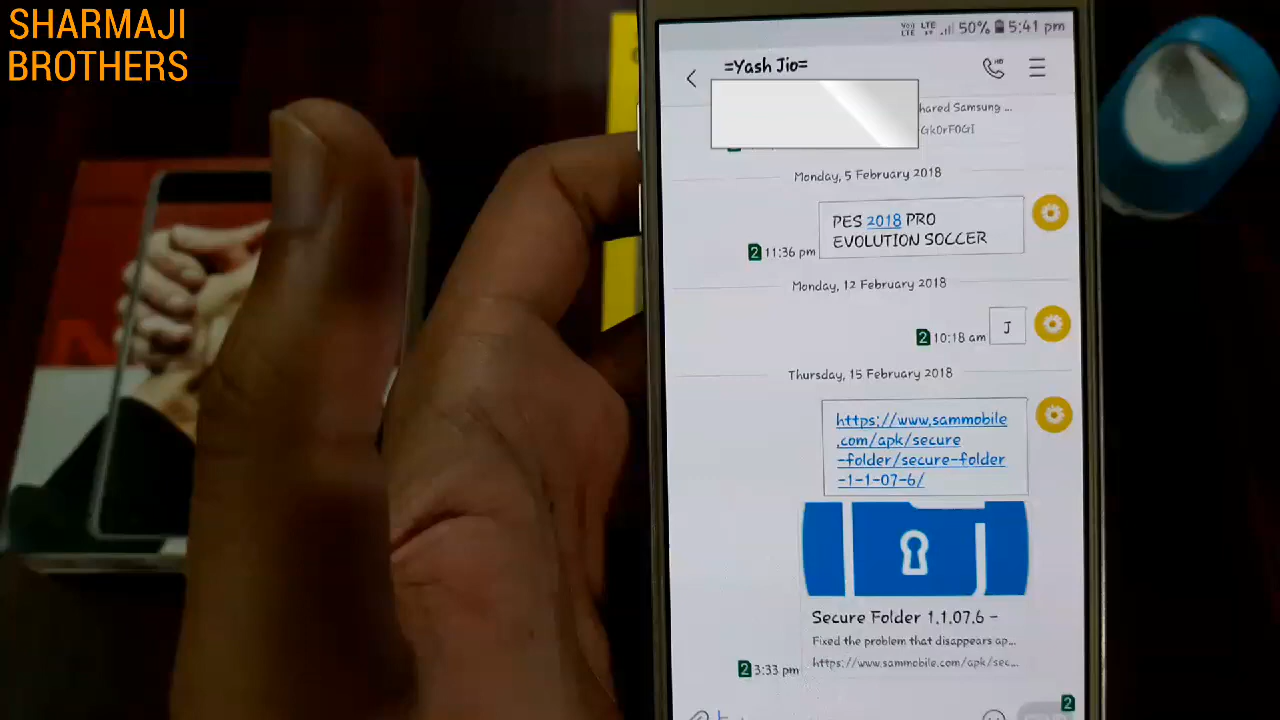 SHARMAJI
BROTHERS
LTE 50% 5:41 pm
=Yash Jio=
hared Samsung ...
GkOrF0GI
Monday, 5 February 2018
PES 2018 PRO
EVOLUTION SOCCER
2 11:36 pm
Monday, 12 February 2018
J
2 10:18 am
Thursday, 15 February 2018
https://www.sammobile
.com/apk/secure
-folder/secure-folder
-1-1-07-6/
Secure Folder 1.1.07.6 -
Fixed the problem that disappears ap...
https://www.sammobile.com/apk/sec...
2 3:33 pm
2